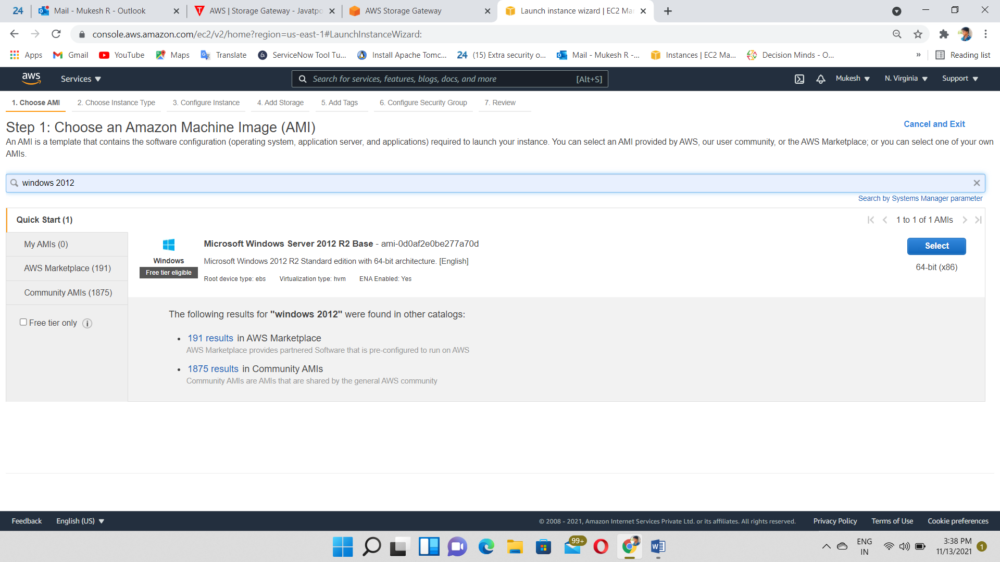 24 Mail - Mukesh R - Outlook AWS | Storage Gateway - Javatpo AWS Storage Gateway Launch instance wizard | EC2 Mar
console.aws.amazon.com/ec2/v2/home?region=us-east-1#LaunchInstanceWizard:
Apps Gmail YouTube Maps Translate ServiceNow Tool Tu... Install Apache Tomc... 24 (15) Extra security o... Mail - Mukesh R -... Instances | EC2 Ma... Decision Minds - O... » Reading list
aws Services Search for services, features, blogs, docs, and more [Alt+S] Mukesh N. Virginia Support
1. Choose AMI 2. Choose Instance Type 3. Configure Instance 4. Add Storage 5. Add Tags 6. Configure Security Group 7. Review
Step 1: Choose an Amazon Machine Image (AMI) Cancel and Exit
An AMI is a template that contains the software configuration (operating system, application server, and applications) required to launch your instance. You can select an AMI provided by AWS, our user community, or the AWS Marketplace; or you can select one of your own
AMIs.
windows 2012
Search by Systems Manager parameter
Quick Start (1) 1 to 1 of 1 AMIs
My AMIs (0)
AWS Marketplace (191)
Community AMIs (1875)
Free tier only
Windows
Free tier eligible
Microsoft Windows Server 2012 R2 Base - ami-0d0af2e0be277a70d
Microsoft Windows 2012 R2 Standard edition with 64-bit architecture. [English]
Root device type: ebs Virtualization type: hvm ENA Enabled: Yes
Select
64-bit (x86)
The following results for "windows 2012" were found in other catalogs:
• 191 results in AWS Marketplace
AWS Marketplace provides partnered Software that is pre-configured to run on AWS
• 1875 results in Community AMIs
Community AMIs are AMIs that are shared by the general AWS community
Feedback English (US) © 2008 - 2021, Amazon Internet Services Private Ltd. or its affiliates. All rights reserved. Privacy Policy Terms of Use Cookie preferences
99+
ENG
IN
3:38 PM
11/13/2021
1